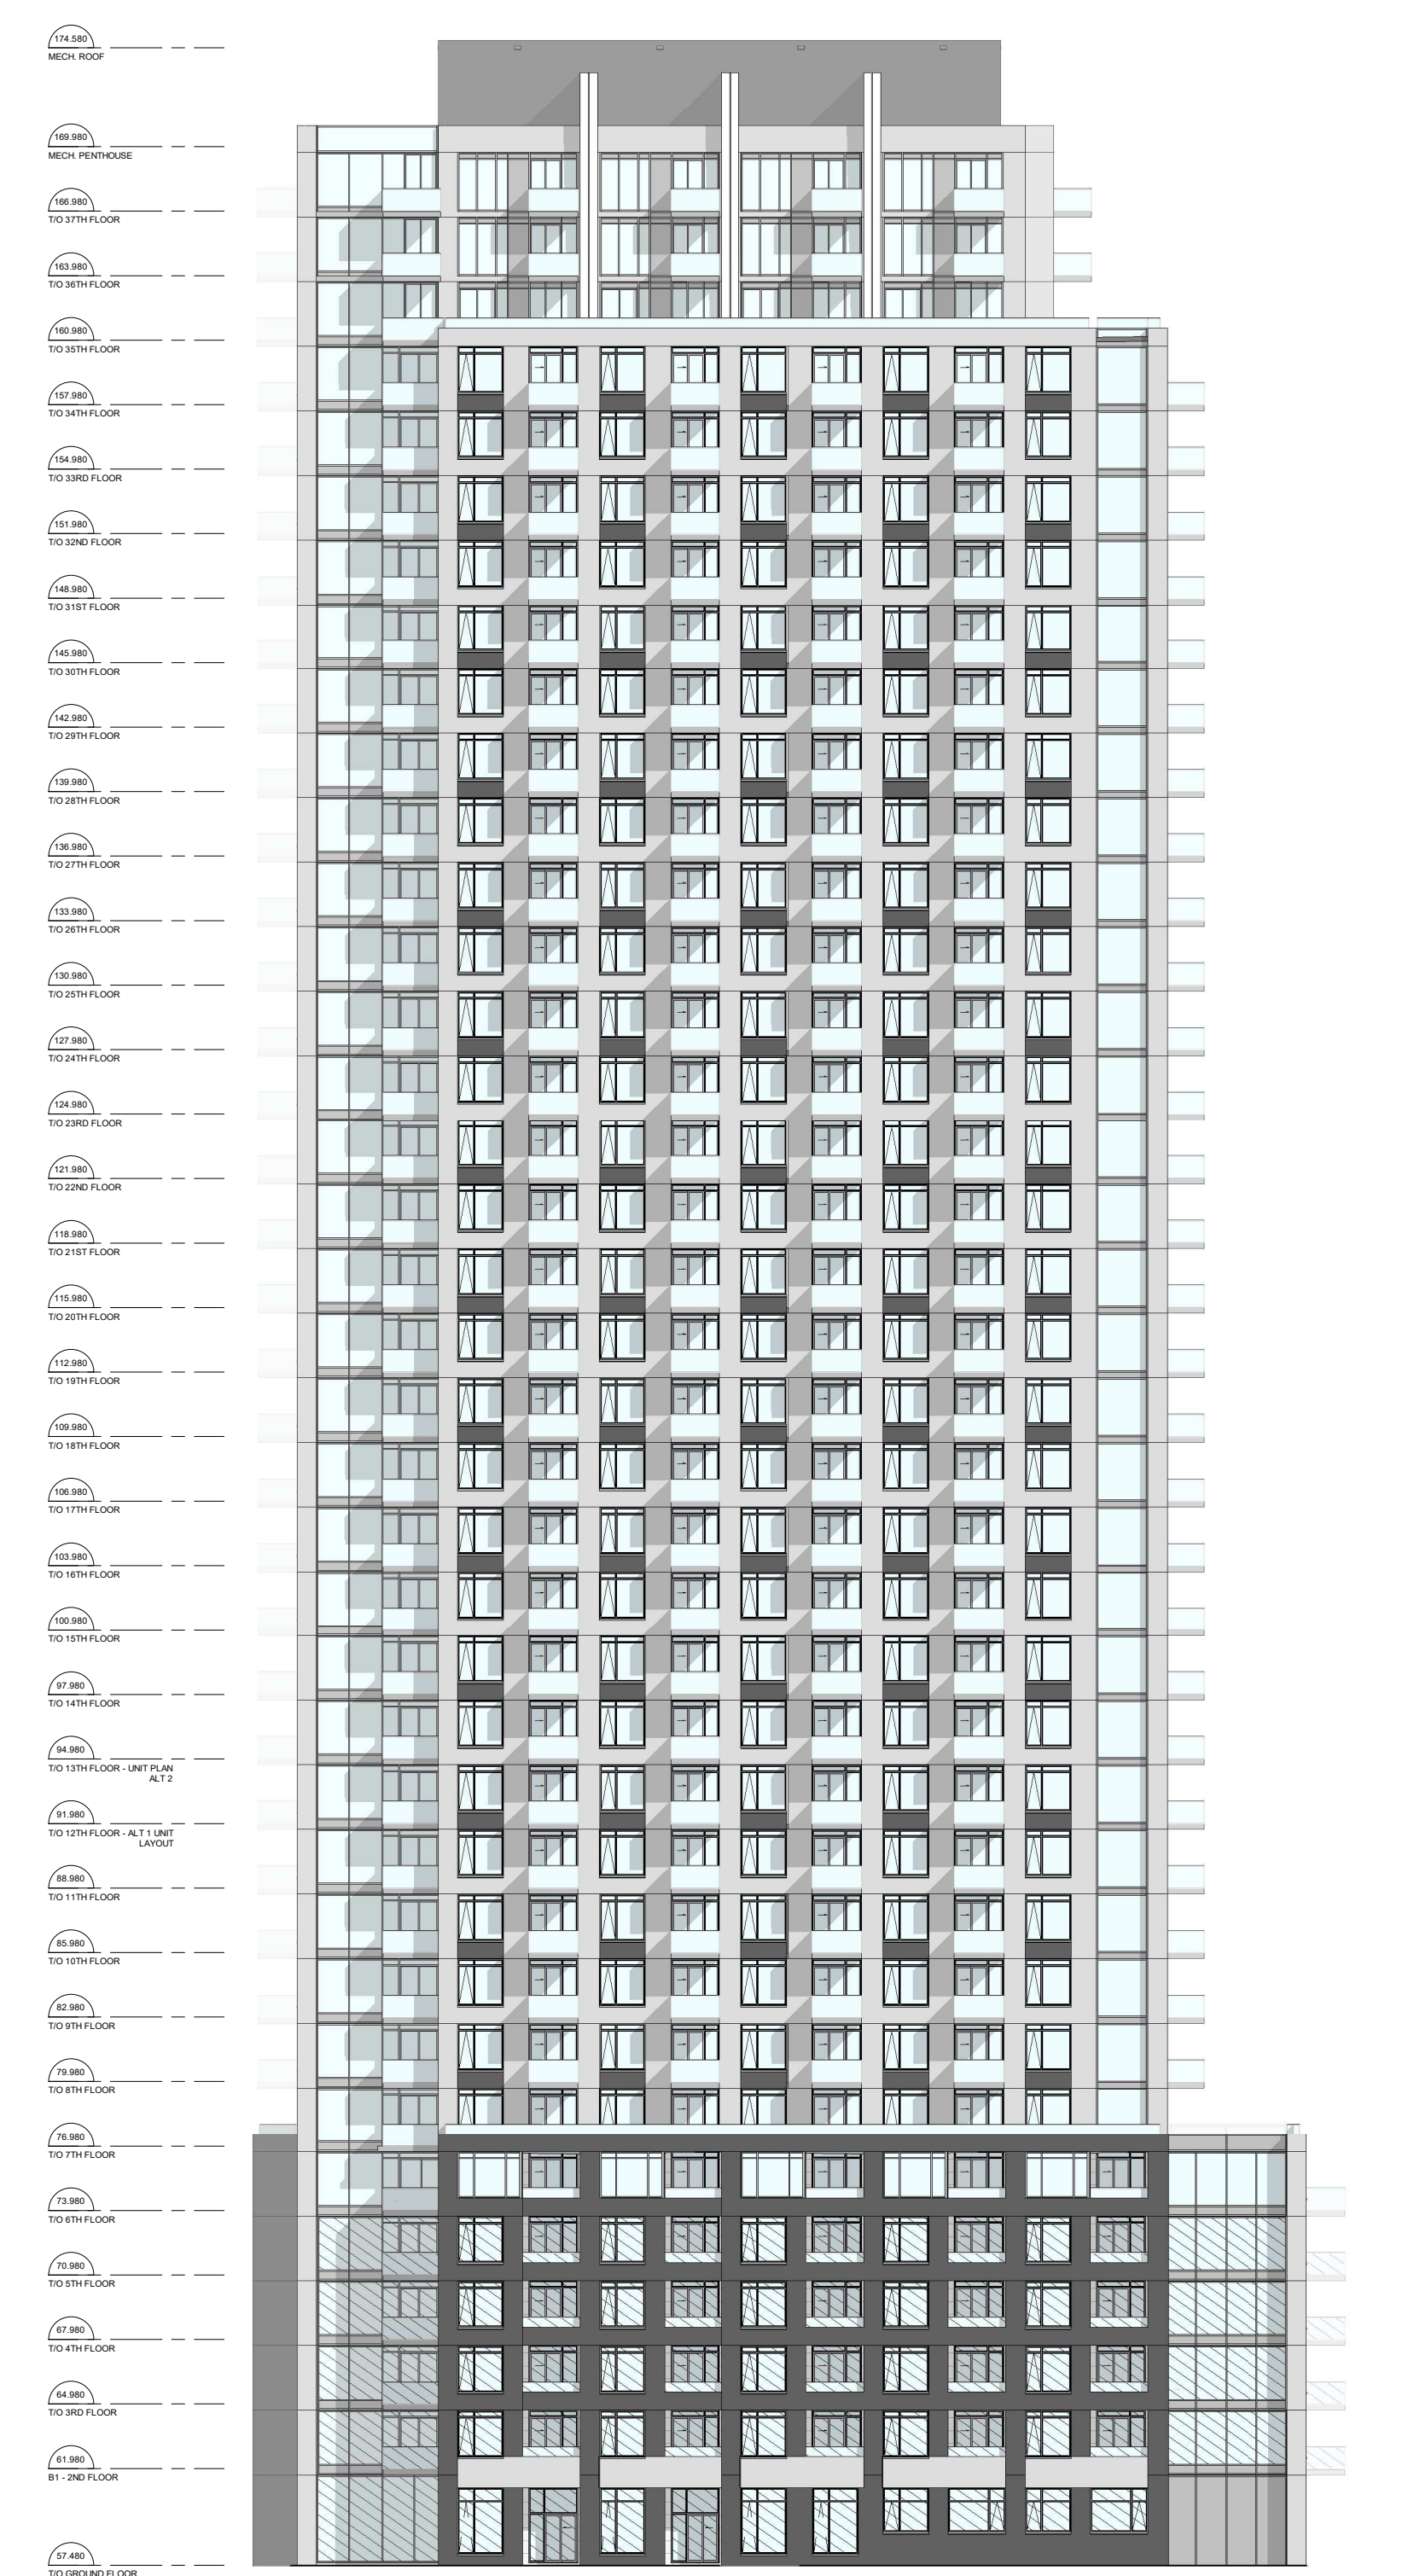 174.580
MECH. ROOF
169.980
MECH. PENTHOUSE
166.980
T/O 37TH FLOOR
163.980
T/O 36TH FLOOR
160.980
T/O 35TH FLOOR
157.980
T/O 34TH FLOOR
154.980
T/O 33RD FLOOR
151.980
T/O 32ND FLOOR
148.980
T/O 31ST FLOOR
145.980
T/O 30TH FLOOR
142.980
T/O 29TH FLOOR
139.980
T/O 28TH FLOOR
136.980
T/O 27TH FLOOR
133.980
T/O 26TH FLOOR
130.980
T/O 25TH FLOOR
127.980
T/O 24TH FLOOR
124.980
T/O 23RD FLOOR
121.980
T/O 22ND FLOOR
118.980
T/O 21ST FLOOR
115.980
T/O 20TH FLOOR
112.980
T/O 19TH FLOOR
109.980
T/O 18TH FLOOR
106.980
T/O 17TH FLOOR
103.980
T/O 16TH FLOOR
100.980
T/O 15TH FLOOR
97.980
T/O 14TH FLOOR
94.980
T/O 13TH FLOOR - UNIT PLAN
ALT 2
91.980
T/O 12TH FLOOR - ALT 1 UNIT
LAYOUT
88.980
T/O 11TH FLOOR
85.980
T/O 10TH FLOOR
82.980
T/O 9TH FLOOR
79.980
T/O 8TH FLOOR
76.980
T/O 7TH FLOOR
73.980
T/O 6TH FLOOR
70.980
T/O 5TH FLOOR
67.980
T/O 4TH FLOOR
64.980
T/O 3RD FLOOR
61.980
B1 - 2ND FLOOR
57.480
T/O GROUND FLOOR